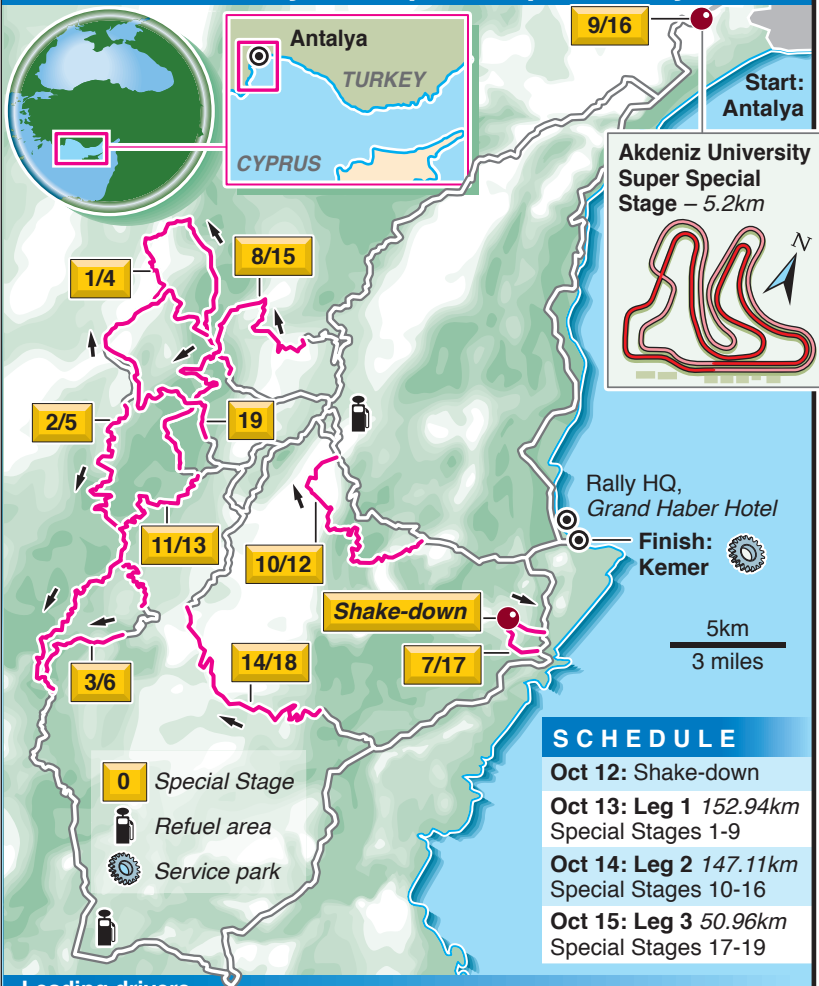 9/16
Antalya
TURKEY
CYPRUS
Start:
Antalya
Akdeniz University
Super Special
Stage – 5.2km
N
8/15
1/4
2/5
19
11/13
10/12
Rally HQ,
Grand Haber Hotel
Finish:
Kemer
Shake-down
5km
3 miles
7/17
14/18
3/6
0 Special Stage
Refuel area
Service park
SCHEDULE
Oct 12: Shake-down
Oct 13: Leg 1 152.94km
Special Stages 1-9
Oct 14: Leg 2 147.11km
Special Stages 10-16
Oct 15: Leg 3 50.96km
Special Stages 17-19